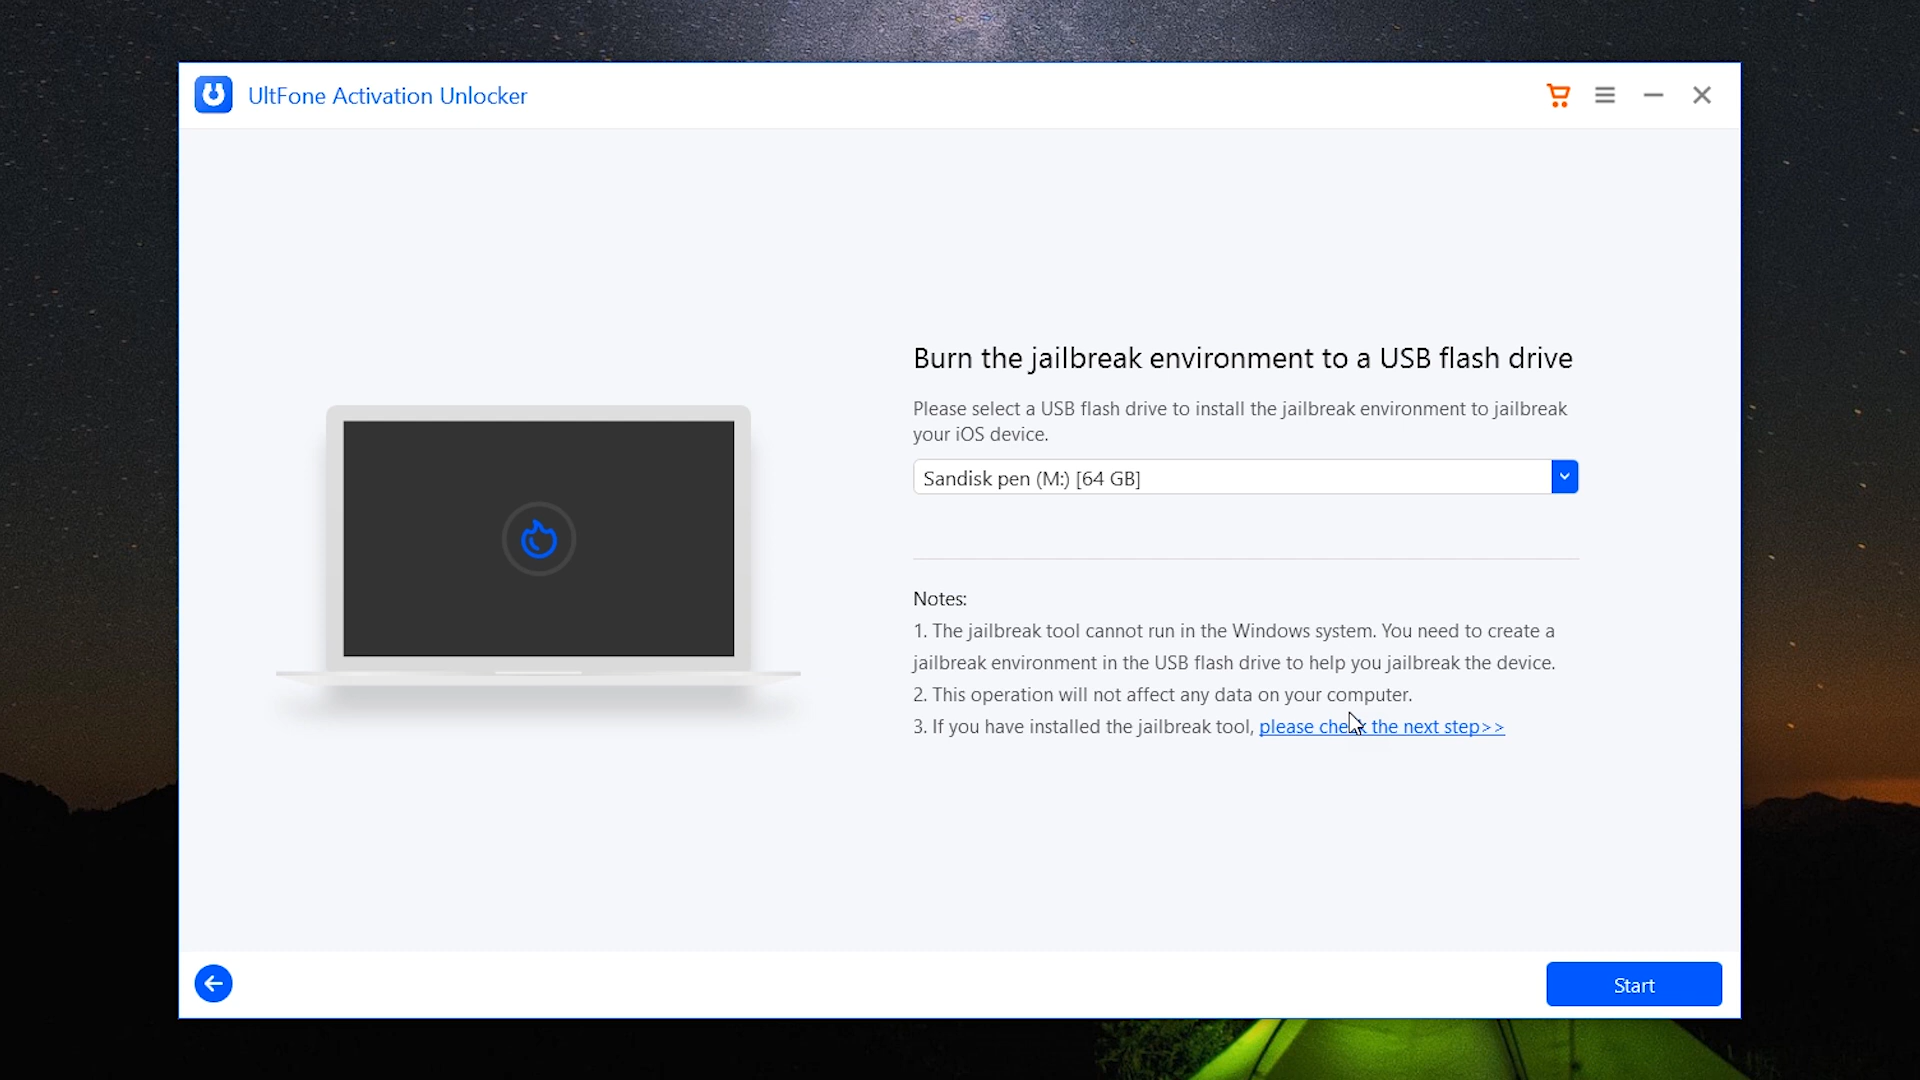 UltFone Activation Unlocker
Burn the jailbreak environment to a USB flash drive
Please select a USB flash drive to install the jailbreak environment to jailbreak
your iOS device.
Sandisk pen (M:) [64 GB]
Notes:
1. The jailbreak tool cannot run in the Windows system. You need to create a
jailbreak environment in the USB flash drive to help you jailbreak the device.
2. This operation will not affect any data on your computer.
3. If you have installed the jailbreak tool, please check the next step>>
Start